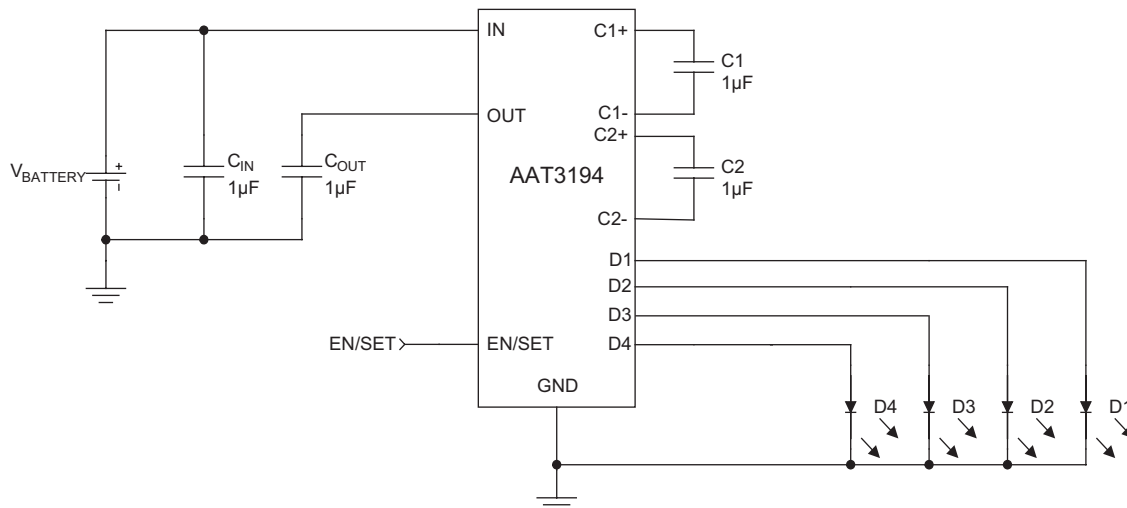 IN
C1+
C1
1µF
C1-
OUT
C2+
C2
1µF
C2-
AAT3194
VBATTERY
+
-
CIN
1µF
COUT
1µF
D1
D2
D3
D4
EN/SET
EN/SET
GND
D4
D3
D2
D1